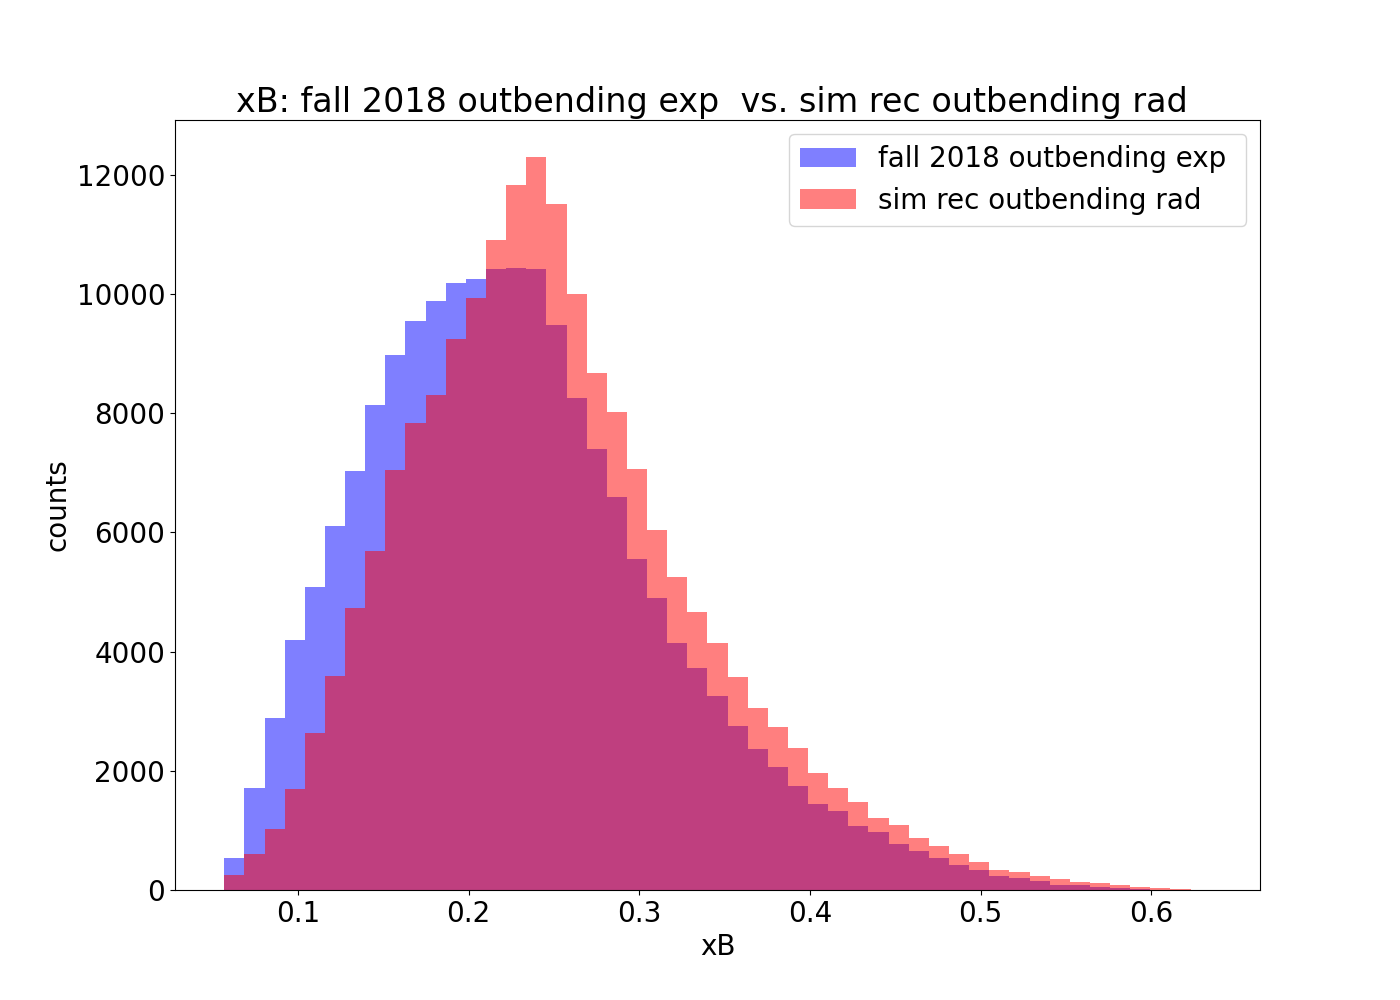 xB: fall 2018 outbending exp  vs. sim rec outbending rad
fall 2018 outbending exp
sim rec outbending rad
12000
10000
8000
6000
4000
2000
0
counts
0.1 0.2 0.3 0.4 0.5 0.6
xB